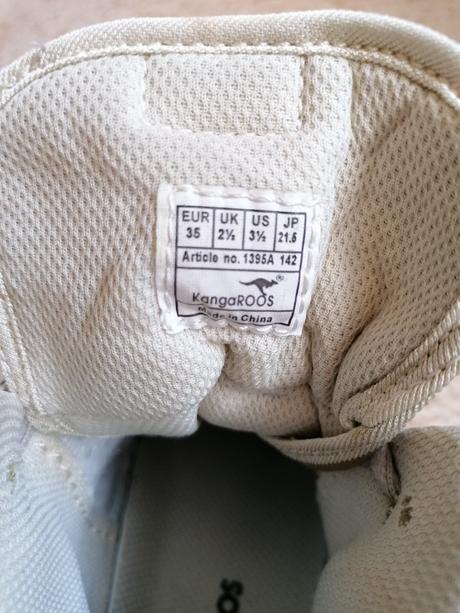 EUR UK US JP
35 2½ 3½ 21.5
Article no. 1395A 142
KangaROOS ®
Made in China